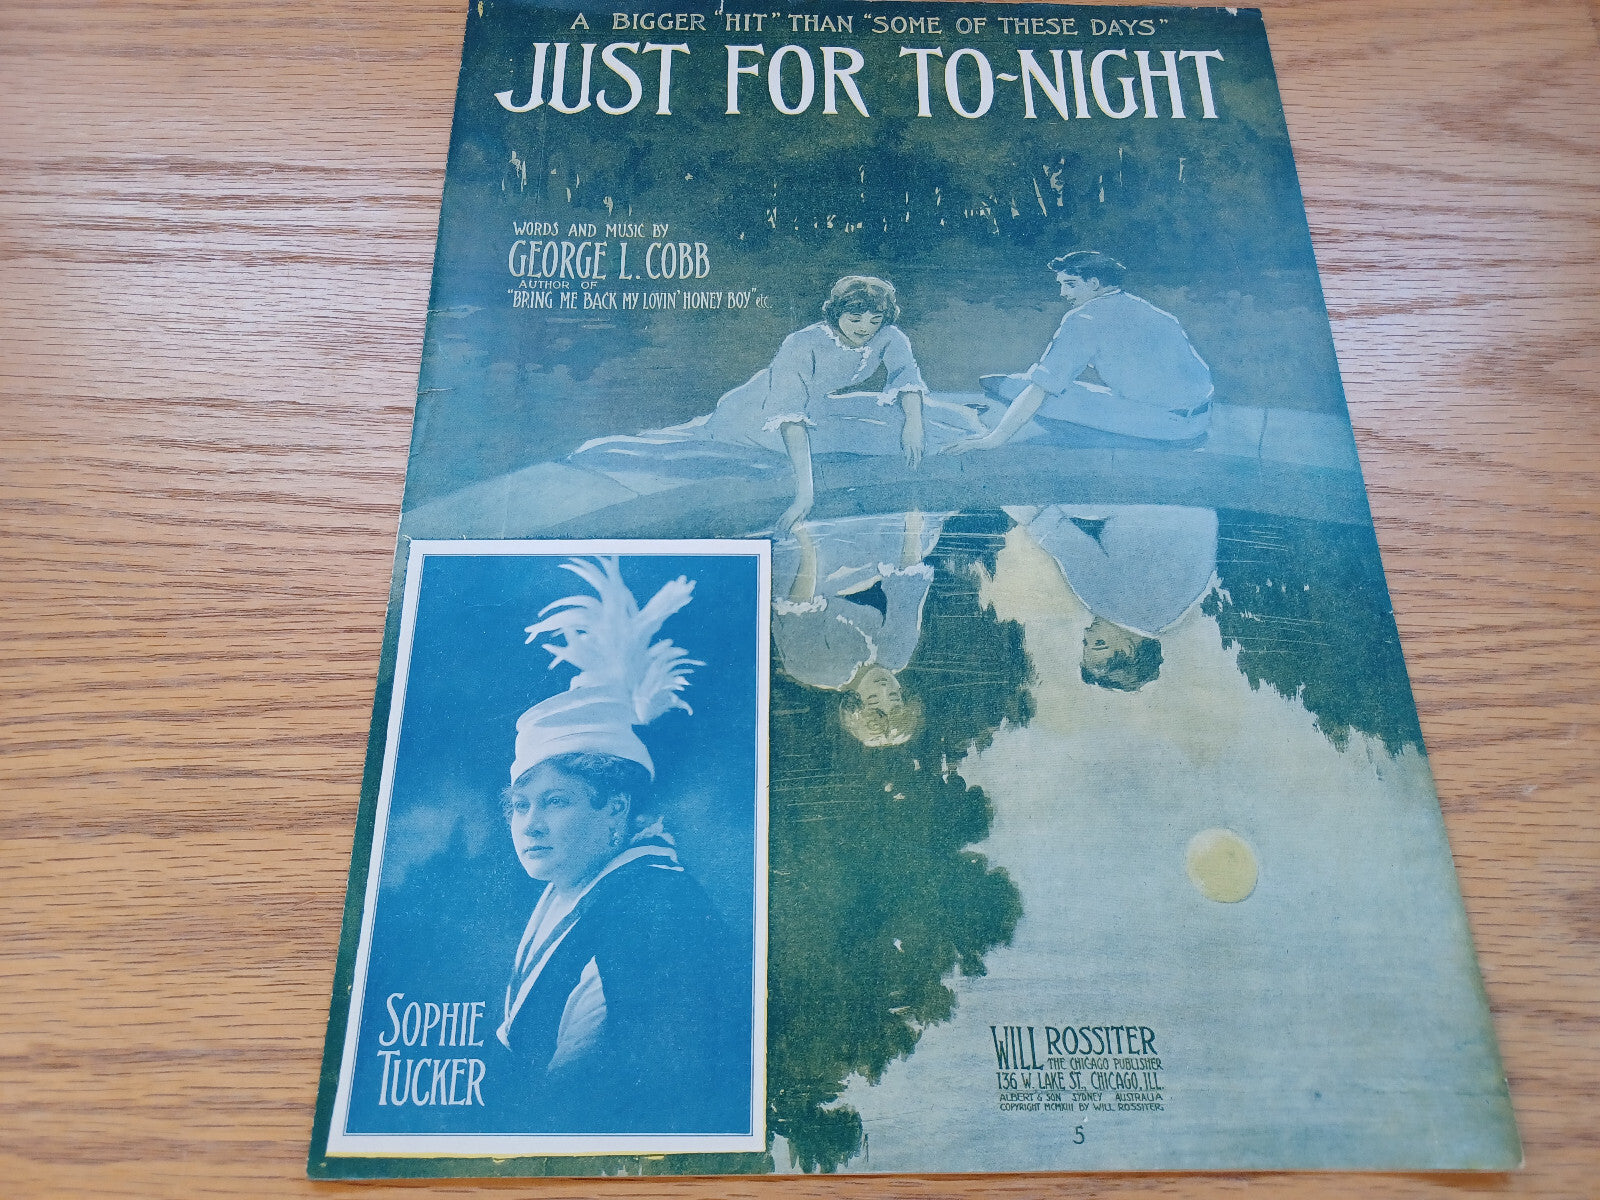 A BIGGER "HIT" THAN "SOME OF THESE DAYS"
JUST FOR TO-NIGHT
WORDS AND MUSIC BY
GEORGE L. COBB
AUTHOR OF
"BRING ME BACK MY LOVIN' HONEY BOY" etc.
SOPHIE
TUCKER
WILL ROSSITER
THE CHICAGO PUBLISHER
136 W. LAKE ST., CHICAGO, ILL.
ALBERT & SON SYDNEY AUSTRALIA
COPYRIGHT MCMXIII BY WILL ROSSITER
5